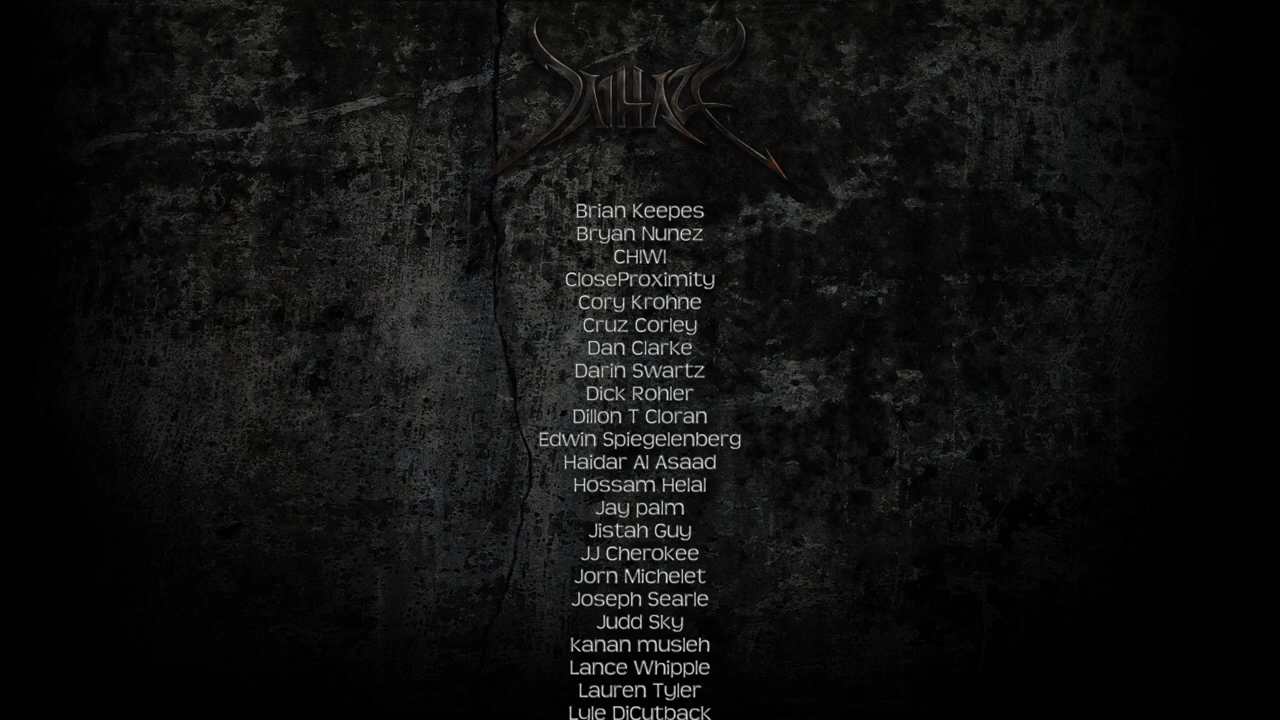 Brian Keepes
Bryan Nunez
CHIWI
CloseProximity
Cory Krohne
Cruz Corley
Dan Clarke
Darin Swartz
Dick Rohler
Dillon T Cloran
Edwin Spiegelenberg
Haidar Al Asaad
Hossam Helal
Jay palm
Jistah Guy
JJ Cherokee
Jorn Michelet
Joseph Searle
Judd Sky
kanan musleh
Lance Whipple
Lauren Tyler
Lyle DiCutback